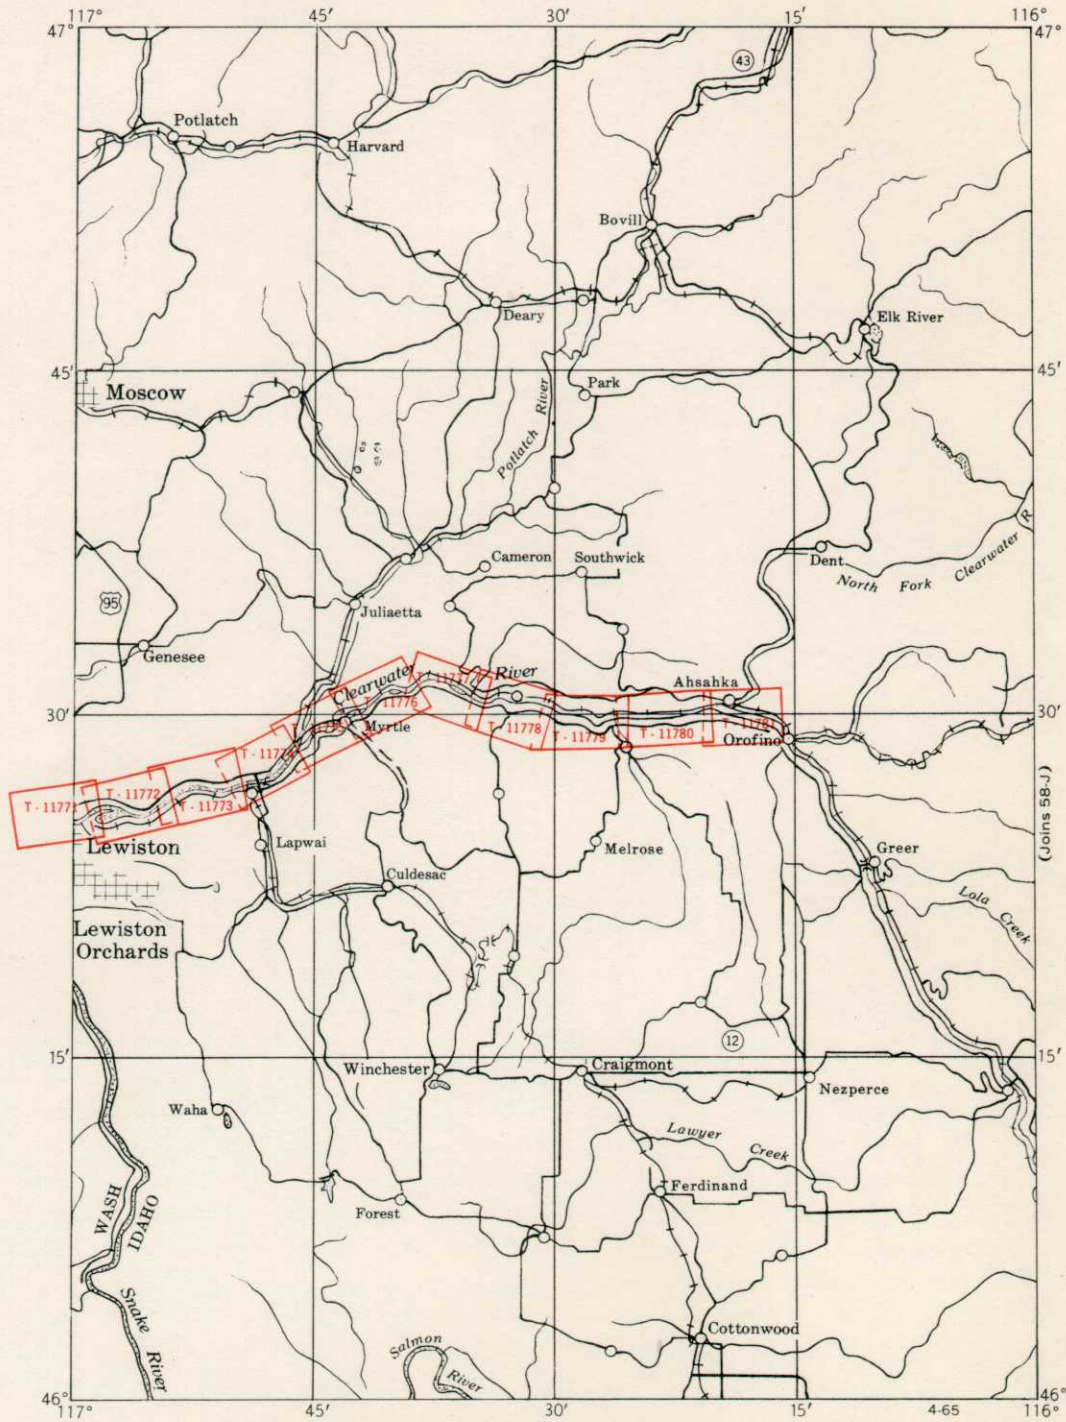 117° 45′ 30′ 15′ 116°
47° 47°
43
Potlatch
Harvard
Bovill
Deary
Elk River
45′ 45′
Moscow
Park
Potlatch River
Cameron
Southwick
Dent
North Fork Clearwater R
95
Juliaetta
Genesee
Clearwater River
Ahsahka
T - 11777
T - 11776
30′ 30′
Myrtle
T - 11778
T - 11779
T - 11780
T - 11781
Orofino
T - 11774
T - 11772
T - 11771
T - 11773
Lewiston
Lapwai
Melrose
Greer
(Joins 58-J)
Culdesac
Lola Creek
Lewiston
Orchards
12
15′ 15′
Winchester
Craigmont
Nezperce
Waha
Lawyer Creek
Ferdinand
WASH
IDAHO
Forest
Snake River
Cottonwood
Salmon River
46° 46°
117° 45′ 30′ 15′ 4-65 116°